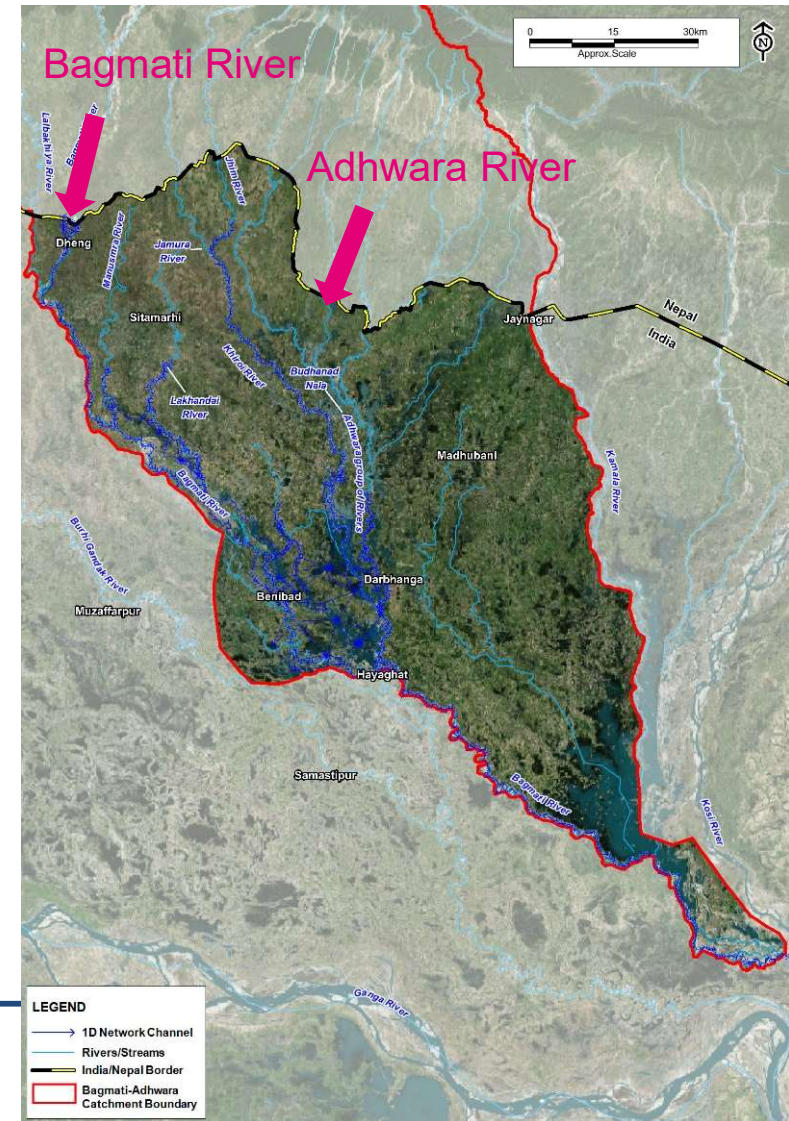 0 15 30km
Approx.Scale
N
Bagmati River
Adhwara River
Lalbakhiya River
Dheng
Manusmra River
Jamura
River
Jhim River
Sitamarhi
Jaynagar
Nepal
India
Khiroi River
Budhanad
Nala
Lakhandai
River
Adhwara group of Rivers
Madhubani
Kamala River
Bagmati River
Burhi Gandak River
Muzaffarpur
Benibad
Darbhanga
Hayaghat
Samastipur
Bagmati River
Kosi River
Ganga River
LEGEND
1D Network Channel
Rivers/Streams
India/Nepal Border
Bagmati-Adhwara
Catchment Boundary